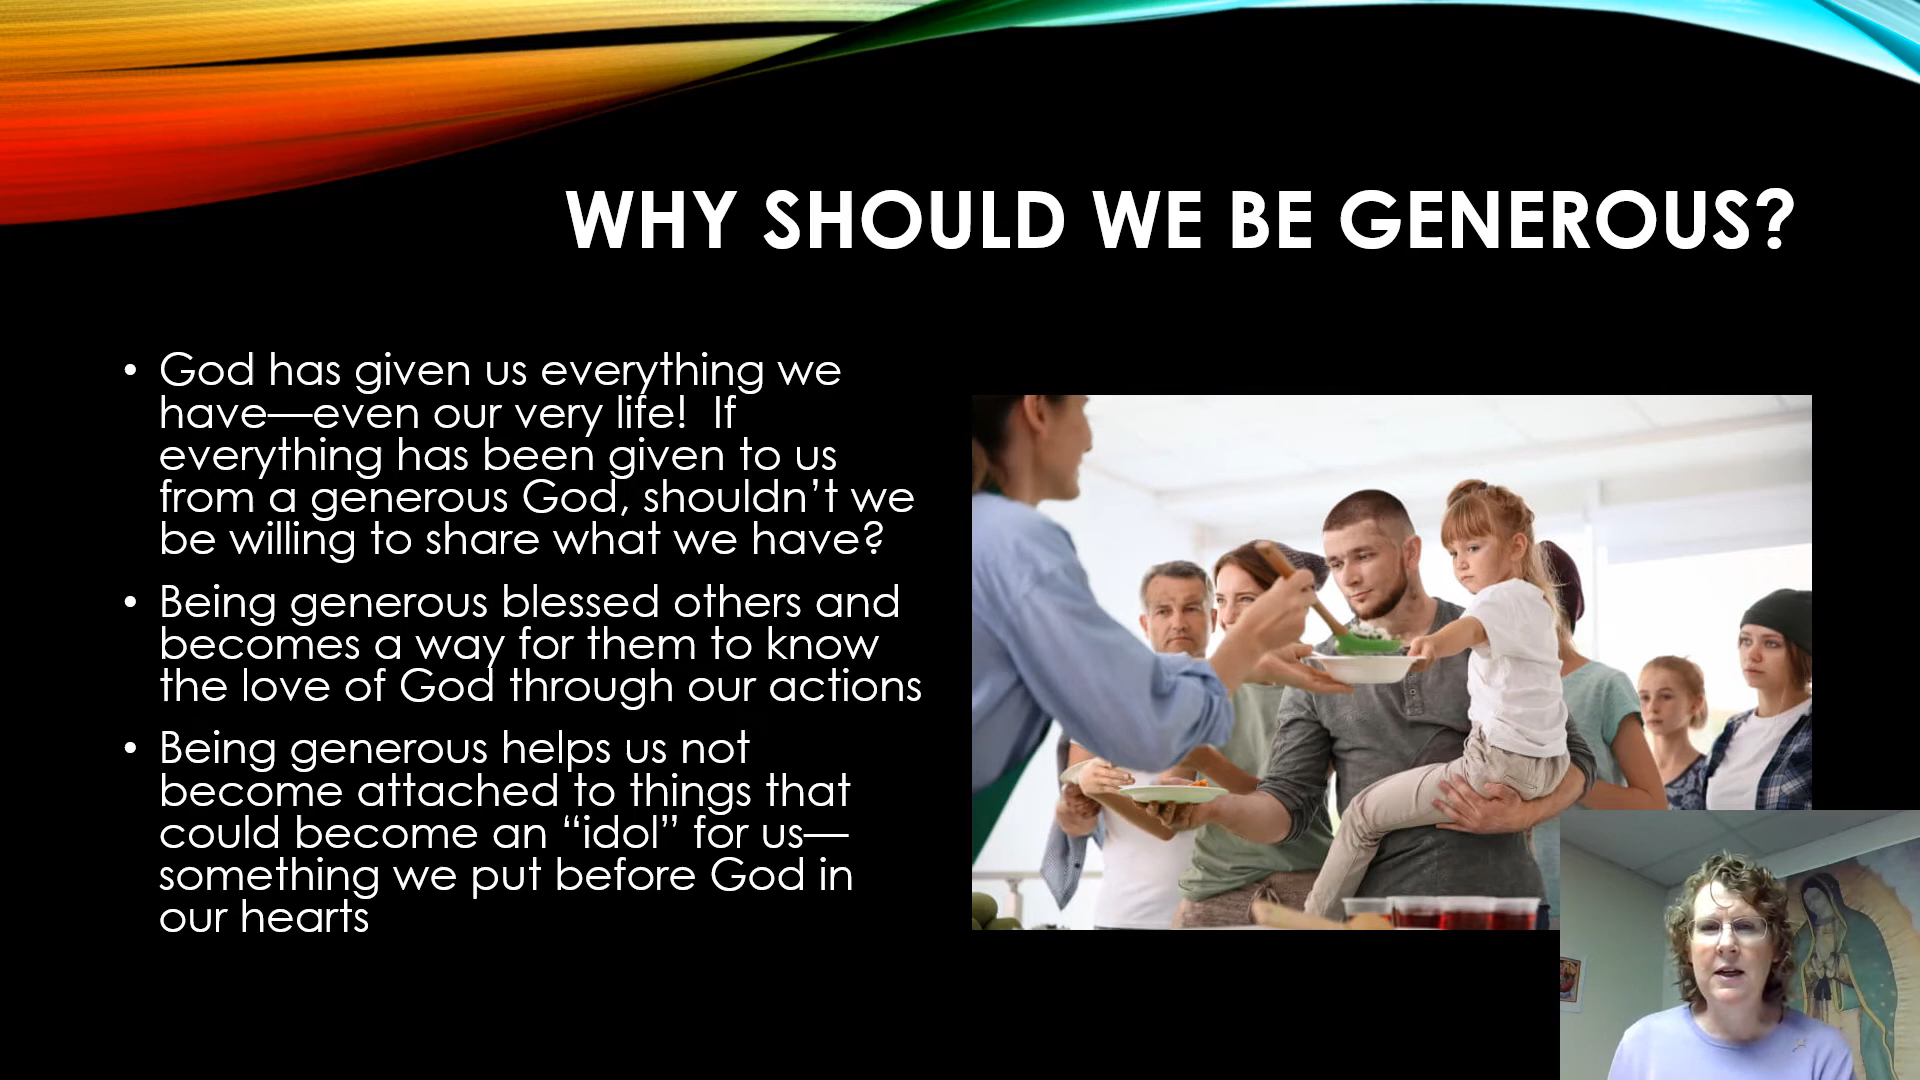 WHY SHOULD WE BE GENEROUS?
• God has given us everything we
have—even our very life!  If
everything has been given to us
from a generous God, shouldn’t we
be willing to share what we have?
• Being generous blessed others and
becomes a way for them to know
the love of God through our actions
• Being generous helps us not
become attached to things that
could become an “idol” for us—
something we put before God in
our hearts